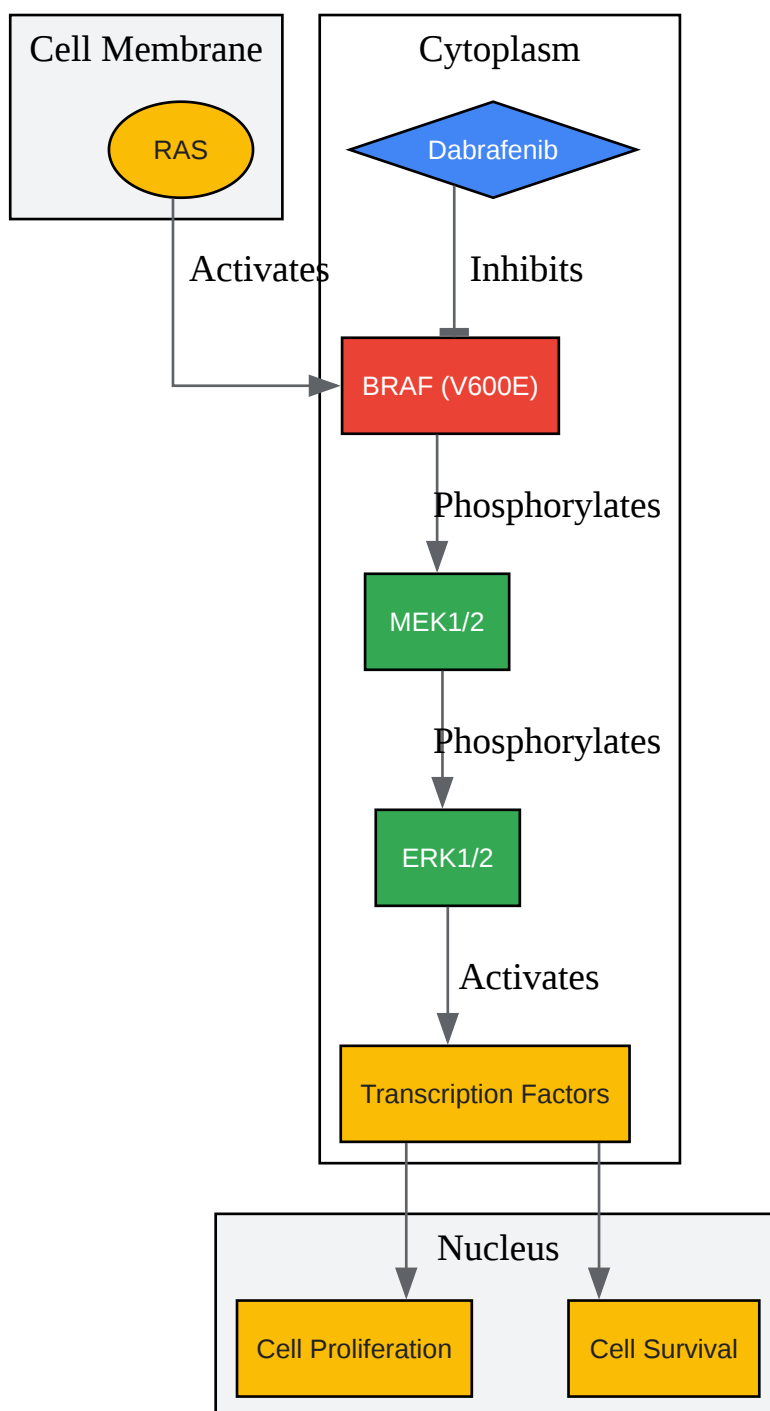 Cell Membrane
Cytoplasm
RAS
Dabrafenib
Activates
Inhibits
BRAF (V600E)
Phosphorylates
MEK1/2
Phosphorylates
ERK1/2
Activates
Transcription Factors
Nucleus
Cell Proliferation
Cell Survival